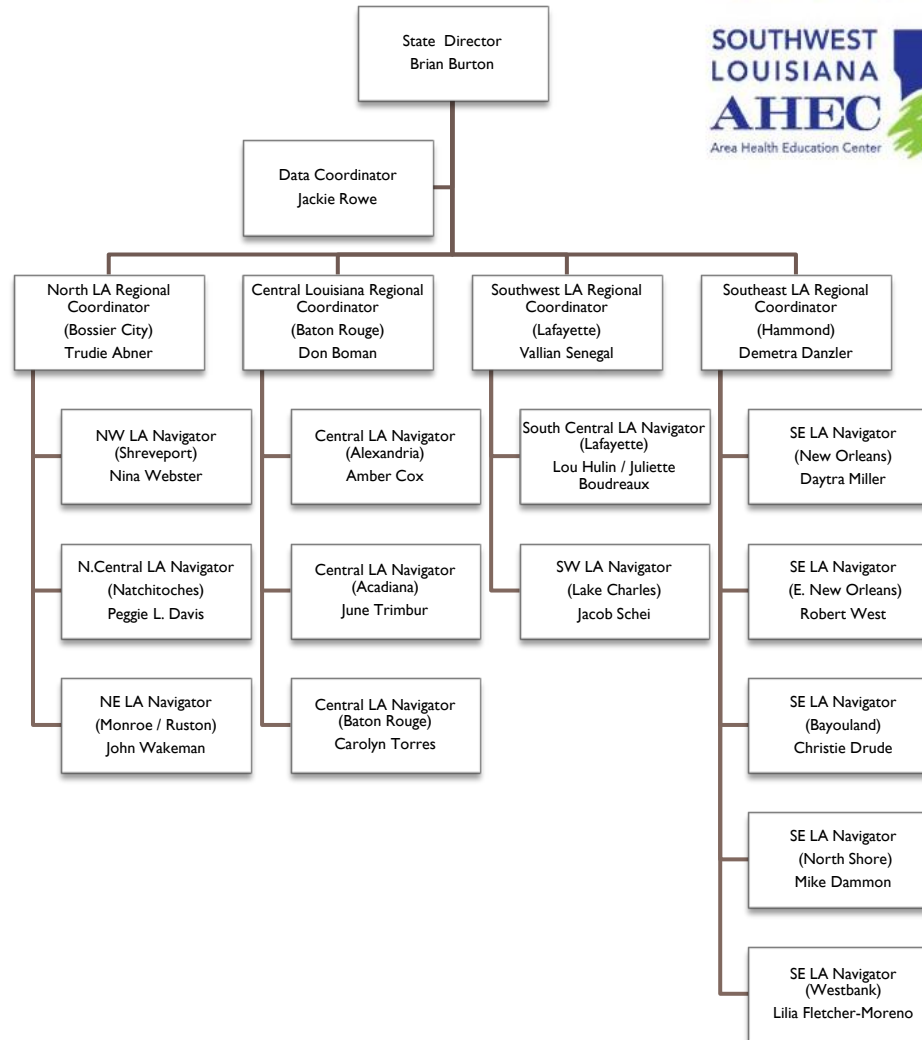 State Director
Brian Burton
SOUTHWEST
LOUISIANA
AHEC
Area Health Education Center
Data Coordinator
Jackie Rowe
North LA Regional
Coordinator
(Bossier City)
Trudie Abner
Central Louisiana Regional
Coordinator
(Baton Rouge)
Don Boman
Southwest LA Regional
Coordinator
(Lafayette)
Vallian Senegal
Southeast LA Regional
Coordinator
(Hammond)
Demetra Danzler
NW LA Navigator
(Shreveport)
Nina Webster
N.Central LA Navigator
(Natchitoches)
Peggie L. Davis
NE LA Navigator
(Monroe / Ruston)
John Wakeman
Central LA Navigator
(Alexandria)
Amber Cox
Central LA Navigator
(Acadiana)
June Trimbur
Central LA Navigator
(Baton Rouge)
Carolyn Torres
South Central LA Navigator
(Lafayette)
Lou Hulin / Juliette
Boudreaux
SW LA Navigator
(Lake Charles)
Jacob Schei
SE LA Navigator
(New Orleans)
Daytra Miller
SE LA Navigator
(E. New Orleans)
Robert West
SE LA Navigator
(Bayouland)
Christie Drude
SE LA Navigator
(North Shore)
Mike Dammon
SE LA Navigator
(Westbank)
Lilia Fletcher-Moreno